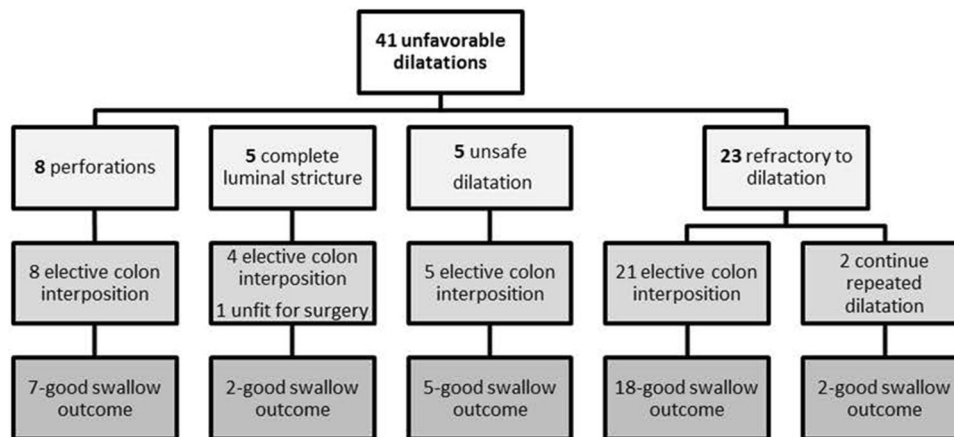 41 unfavorable
dilatations
8 perforations
5 complete
luminal stricture
5 unsafe
dilatation
23 refractory to
dilatation
8 elective colon
interposition
4 elective colon
interposition
1 unfit for surgery
5 elective colon
interposition
21 elective colon
interposition
2 continue
repeated
dilatation
7-good swallow
outcome
2-good swallow
outcome
5-good swallow
outcome
18-good swallow
outcome
2-good swallow
outcome